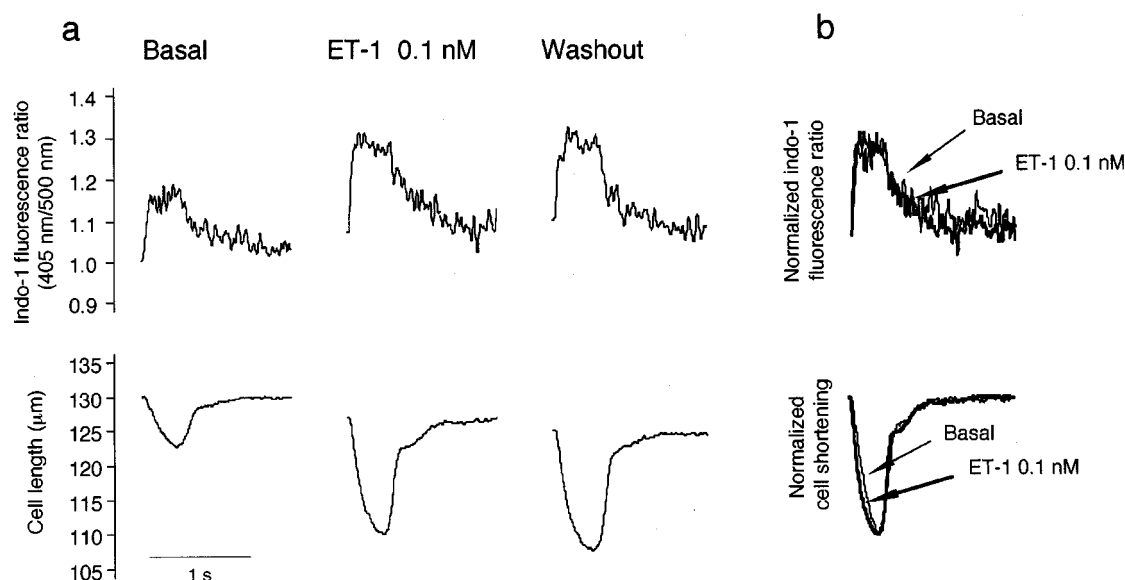 a
b
Basal
ET-1 0.1 nM
Washout
Indo-1 fluorescence ratio
(405 nm/500 nm)
1.4
1.3
1.2
1.1
1.0
0.9
Normalized indo-1
fluorescence ratio
Basal
ET-1 0.1 nM
Cell length (μm)
135
130
125
120
115
110
105
1 s
Normalized
cell shortening
Basal
ET-1 0.1 nM